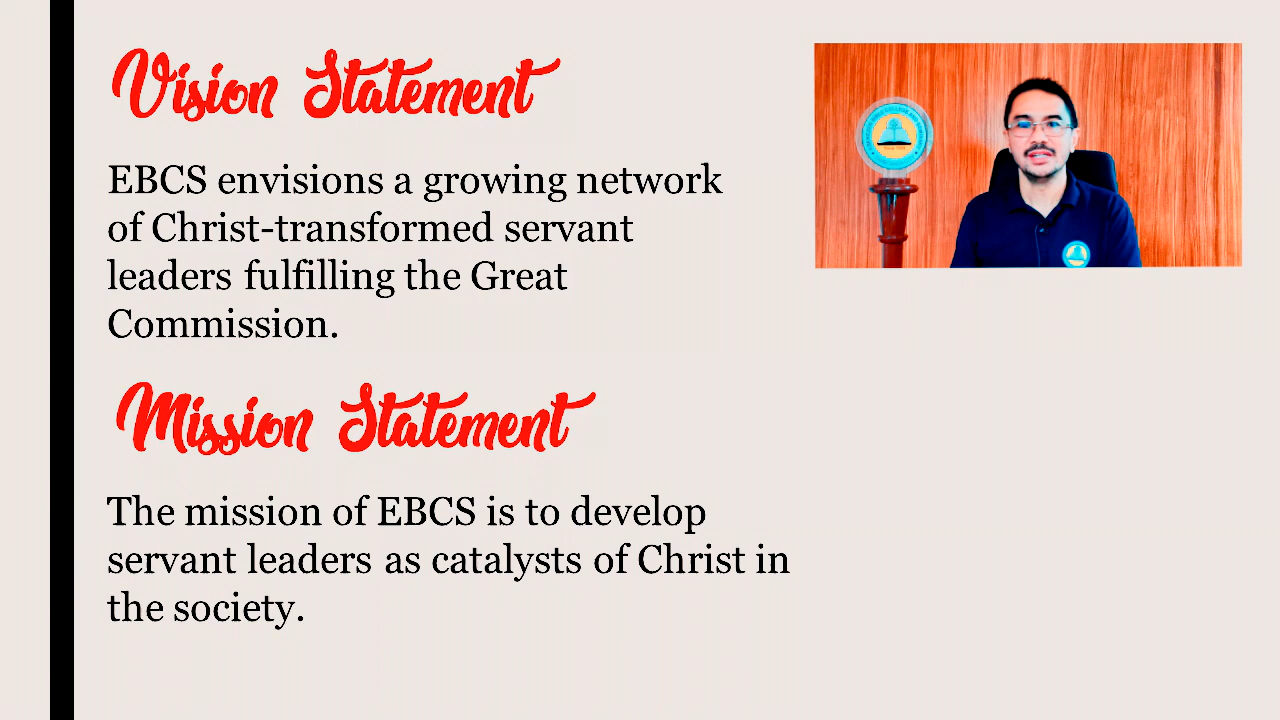 Vision Statement
EBCS envisions a growing network
of Christ-transformed servant
leaders fulfilling the Great
Commission.
Mission Statement
The mission of EBCS is to develop
servant leaders as catalysts of Christ in
the society.